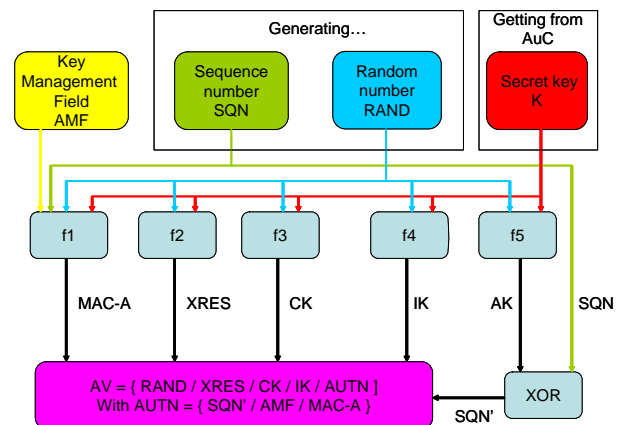 Generating…
Getting from
AuC
Key
Management
Field
AMF
Sequence
number
SQN
Random
number
RAND
Secret key
K
f1
f2
f3
f4
f5
MAC-A
XRES
CK
IK
AK
SQN
AV = { RAND / XRES / CK / IK / AUTN ]
With AUTN = { SQN' / AMF / MAC-A }
XOR
SQN'